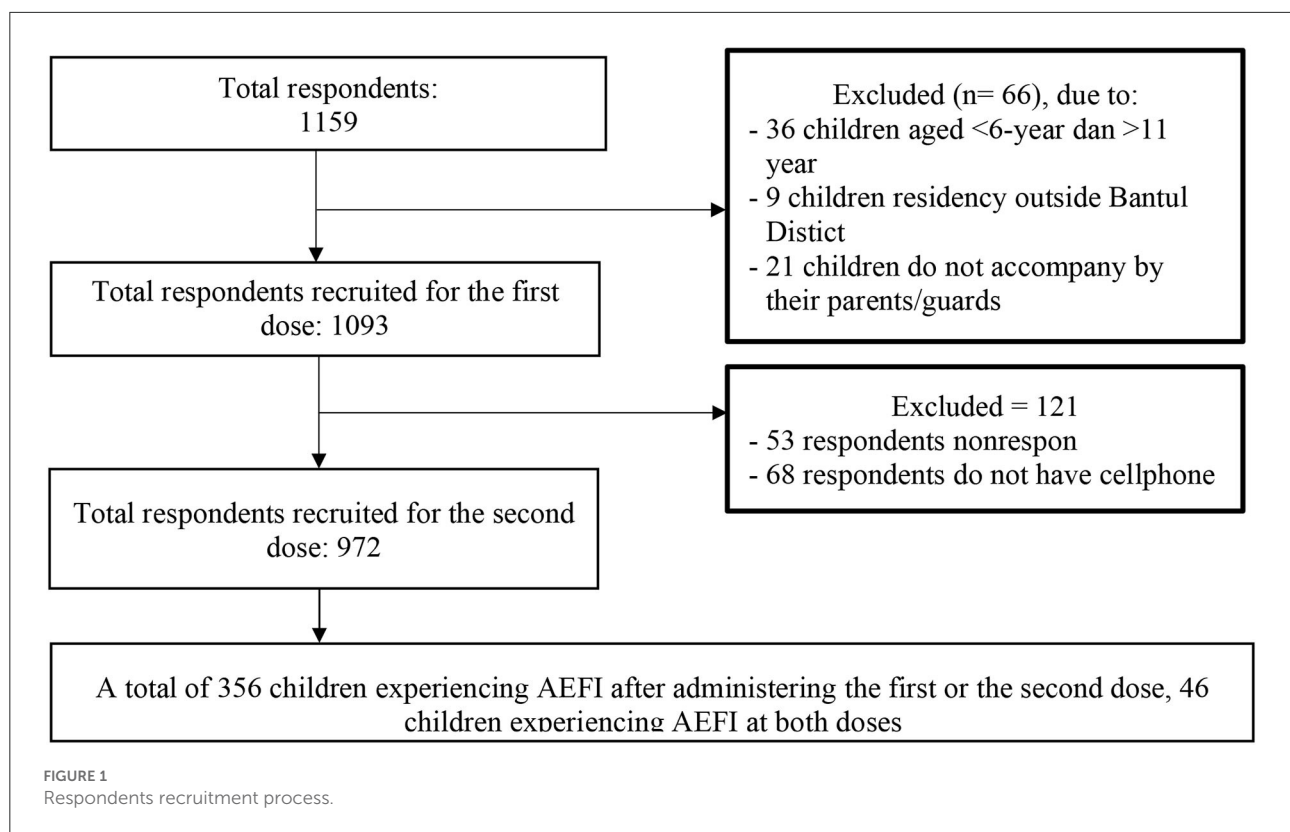 Total respondents:
1159
Excluded (n= 66), due to:
- 36 children aged <6-year dan >11
year
- 9 children residency outside Bantul
Distict
- 21 children do not accompany by
their parents/guards
Total respondents recruited for the first
dose: 1093
Excluded = 121
- 53 respondents nonrespon
- 68 respondents do not have cellphone
Total respondents recruited for the second
dose: 972
A total of 356 children experiencing AEFI after administering the first or the second dose, 46
children experiencing AEFI at both doses
FIGURE 1
Respondents recruitment process.